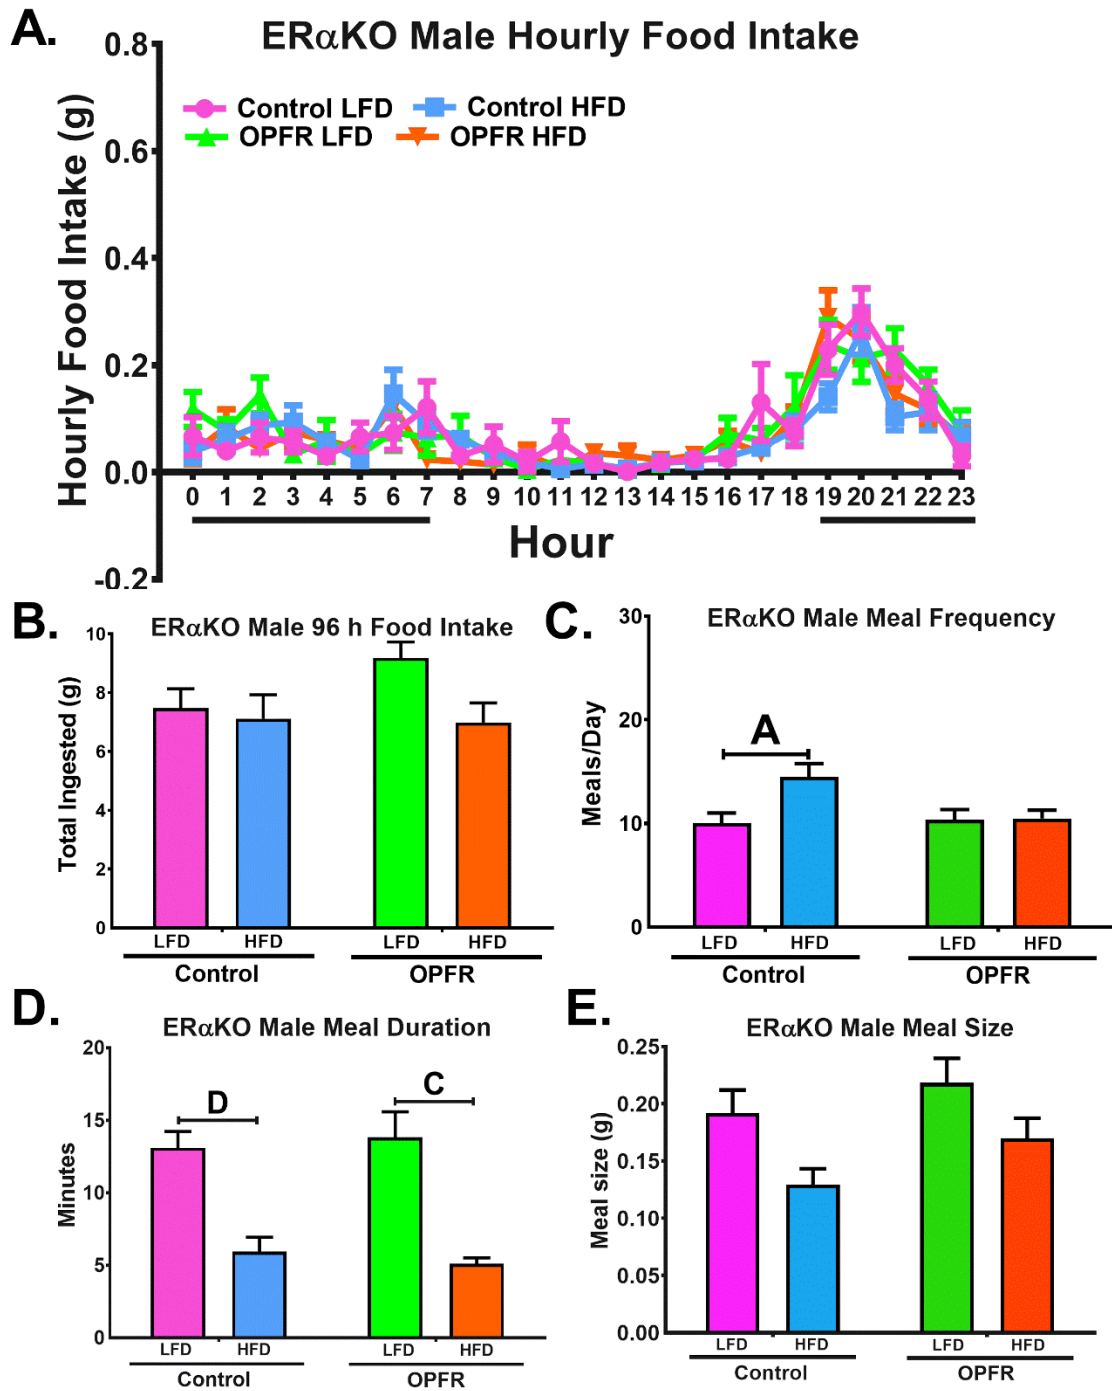 A.
ERαKO Male Hourly Food Intake
Hourly Food Intake (g)
0.8
0.6
0.4
0.2
0.0
-0.2
Control LFD Control HFD
OPFR LFD OPFR HFD
0 1 2 3 4 5 6 7 8 9 10 11 12 13 14 15 16 17 18 19 20 21 22 23
Hour
B.
ERαKO Male 96 h Food Intake
Total Ingested (g)
10
8
6
4
2
0
LFD HFD LFD HFD
Control OPFR
C.
ERαKO Male Meal Frequency
Meals/Day
30
20
10
0
A
LFD HFD LFD HFD
Control OPFR
D.
ERαKO Male Meal Duration
Minutes
20
15
10
5
0
D C
LFD HFD LFD HFD
Control OPFR
E.
ERαKO Male Meal Size
Meal size (g)
0.25
0.20
0.15
0.10
0.05
0.00
LFD HFD LFD HFD
Control OPFR